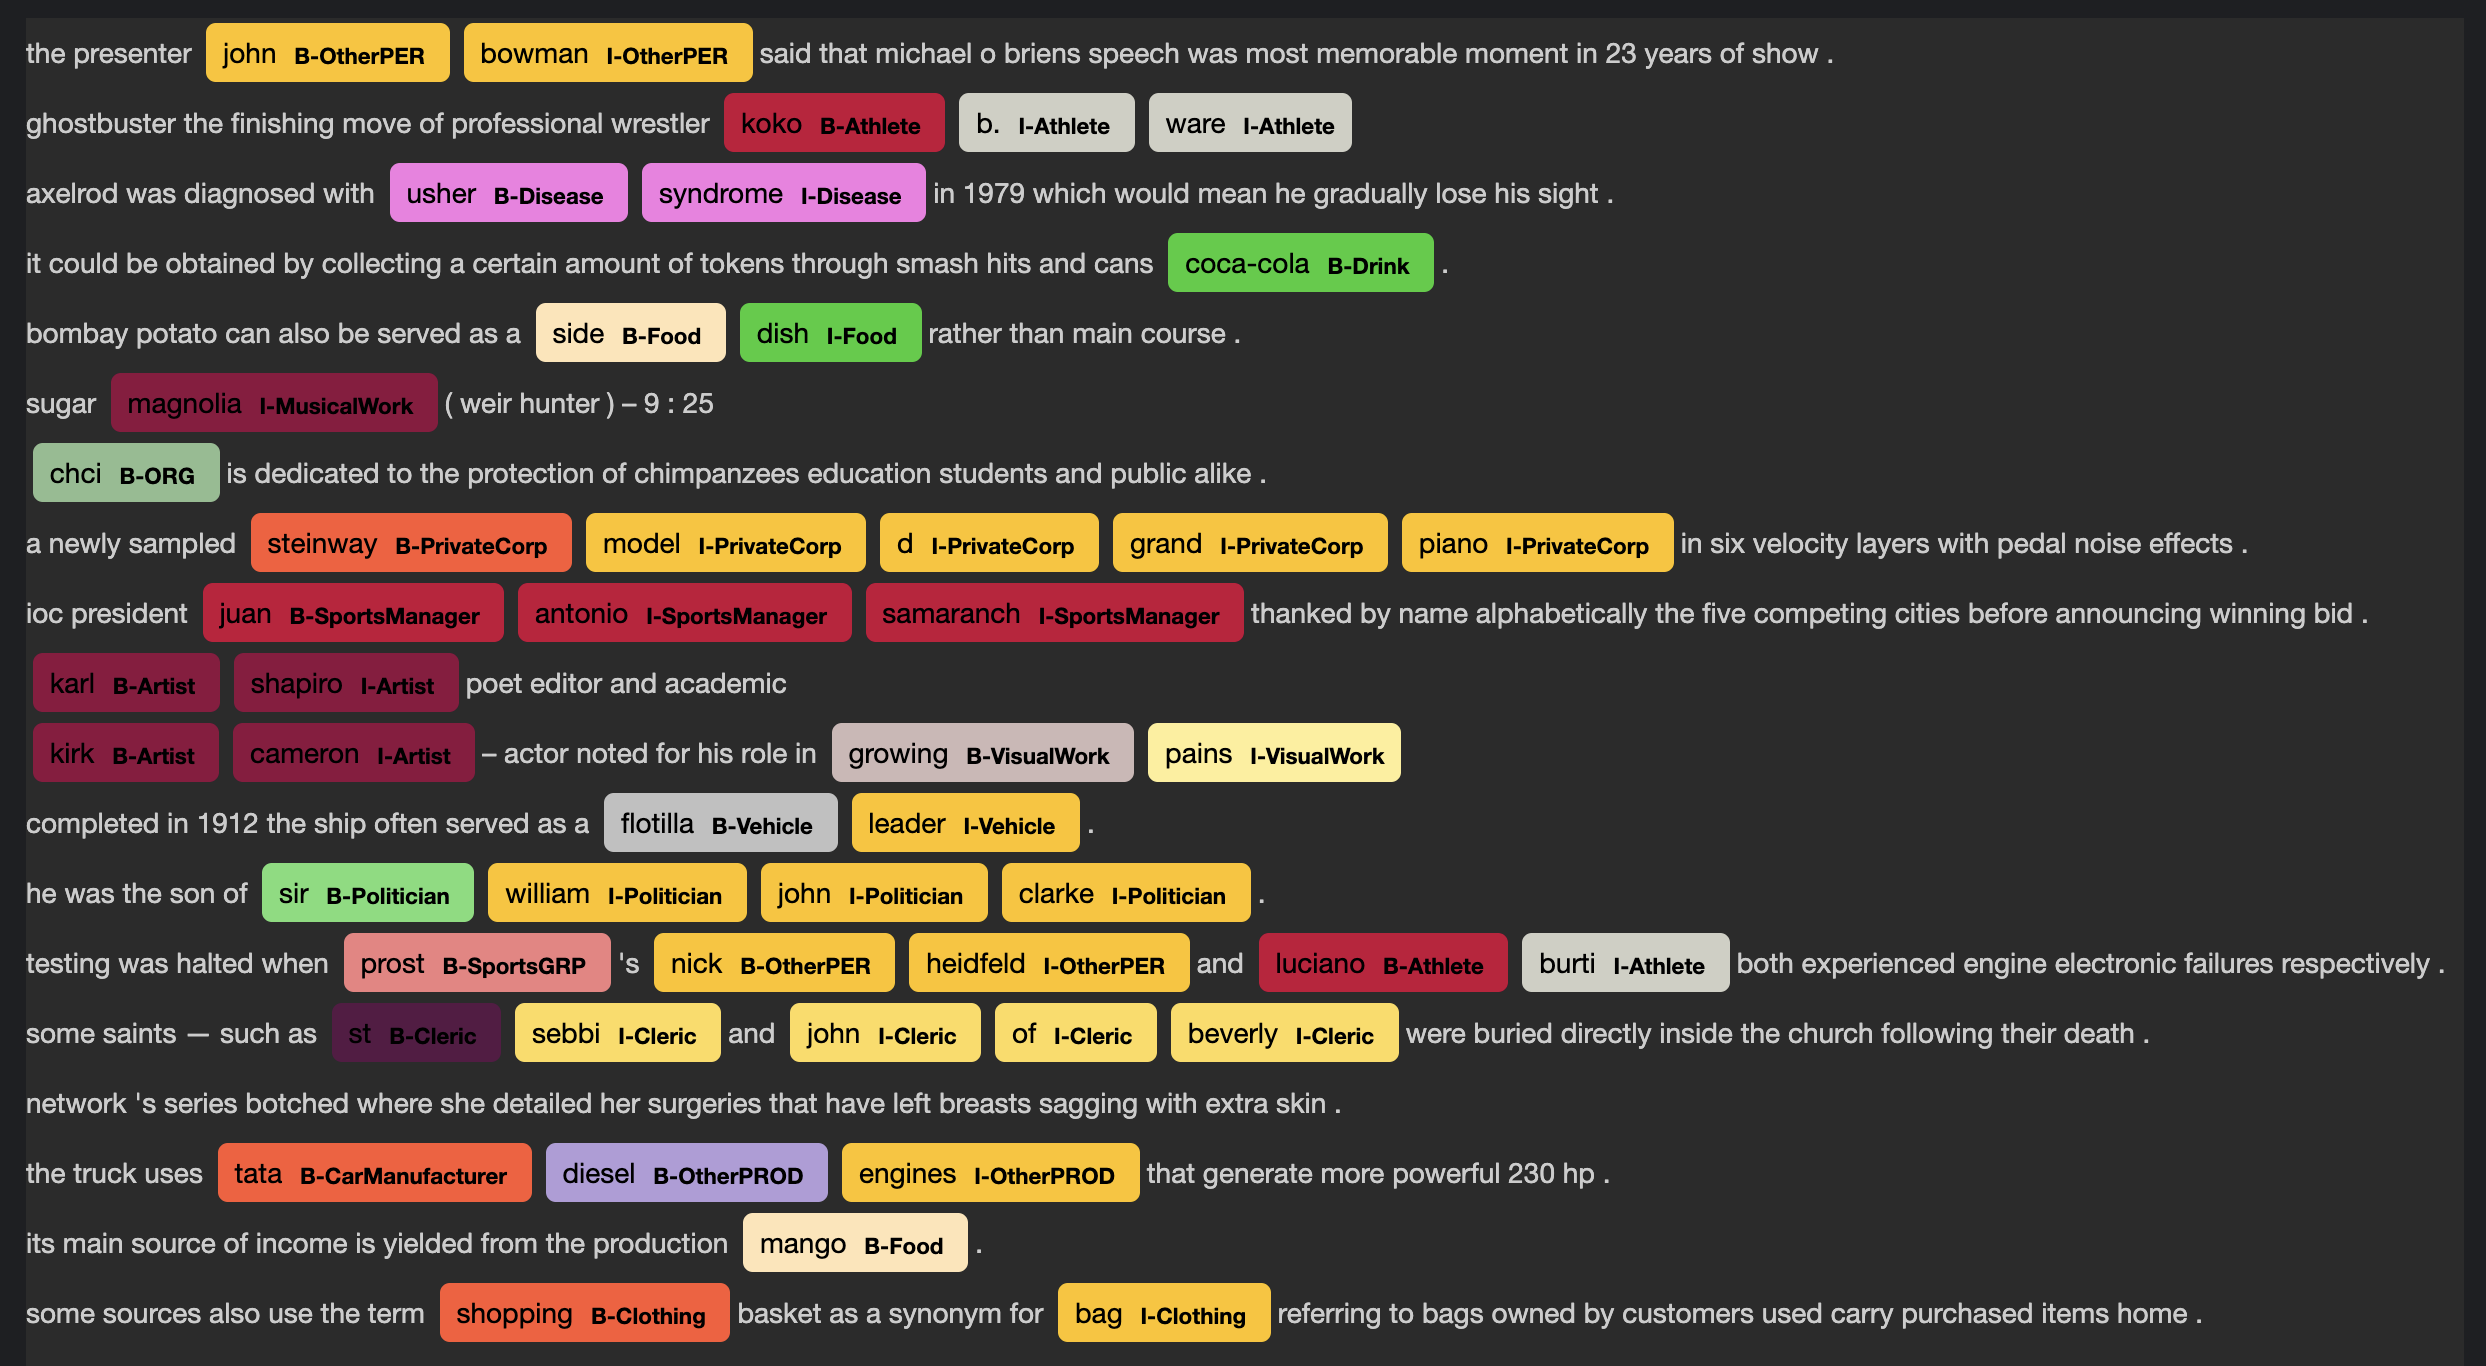 the presenter john B-OtherPER bowman I-OtherPER said that michael o briens speech was most memorable moment in 23 years of show .
ghostbuster the finishing move of professional wrestler koko B-Athlete b. I-Athlete ware I-Athlete
axelrod was diagnosed with usher B-Disease syndrome I-Disease in 1979 which would mean he gradually lose his sight .
it could be obtained by collecting a certain amount of tokens through smash hits and cans coca-cola B-Drink .
bombay potato can also be served as a side B-Food dish I-Food rather than main course .
sugar magnolia I-MusicalWork ( weir hunter ) – 9 : 25
chci B-ORG is dedicated to the protection of chimpanzees education students and public alike .
a newly sampled steinway B-PrivateCorp model I-PrivateCorp d I-PrivateCorp grand I-PrivateCorp piano I-PrivateCorp in six velocity layers with pedal noise effects .
ioc president juan B-SportsManager antonio I-SportsManager samaranch I-SportsManager thanked by name alphabetically the five competing cities before announcing winning bid .
karl B-Artist shapiro I-Artist poet editor and academic
kirk B-Artist cameron I-Artist – actor noted for his role in growing B-VisualWork pains I-VisualWork
completed in 1912 the ship often served as a flotilla B-Vehicle leader I-Vehicle .
he was the son of sir B-Politician william I-Politician john I-Politician clarke I-Politician .
testing was halted when prost B-SportsGRP 's nick B-OtherPER heidfeld I-OtherPER and luciano B-Athlete burti I-Athlete both experienced engine electronic failures respectively .
some saints — such as st B-Cleric sebbi I-Cleric and john I-Cleric of I-Cleric beverly I-Cleric were buried directly inside the church following their death .
network 's series botched where she detailed her surgeries that have left breasts sagging with extra skin .
the truck uses tata B-CarManufacturer diesel B-OtherPROD engines I-OtherPROD that generate more powerful 230 hp .
its main source of income is yielded from the production mango B-Food .
some sources also use the term shopping B-Clothing basket as a synonym for bag I-Clothing referring to bags owned by customers used carry purchased items home .